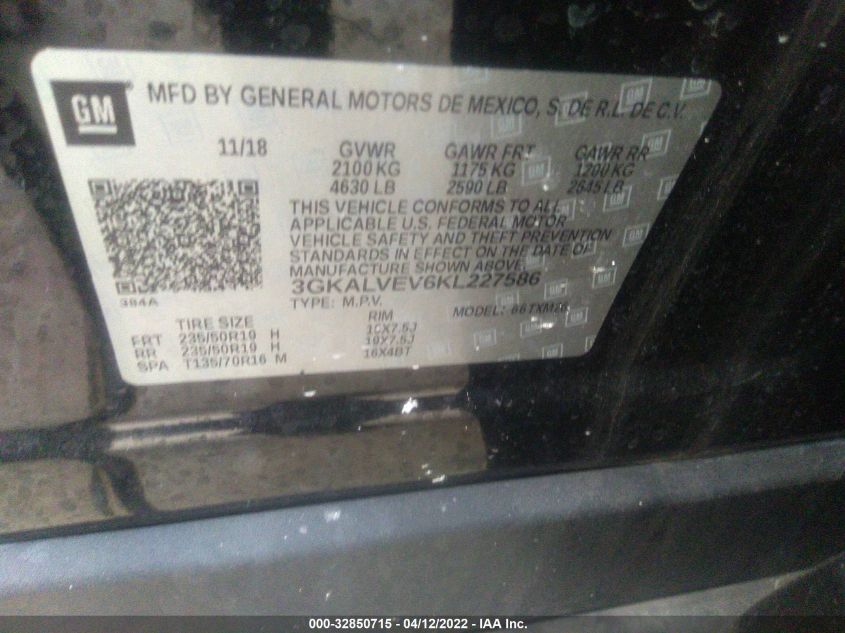 GM
MFD BY GENERAL MOTORS DE MEXICO, S. DE R.L. DE C.V.
11/18 GVWR GAWR FRT GAWR RR
2100 KG 1175 KG 1200 KG
4630 LB 2590 LB 2645 LB
THIS VEHICLE CONFORMS TO ALL
APPLICABLE U.S. FEDERAL MOTOR
VEHICLE SAFETY AND THEFT PREVENTION
STANDARDS IN EFFECT ON THE DATE OF
MANUFACTURE SHOWN ABOVE
3GKALVEV6KL227586
394A
TYPE: M.P.V. MODEL:
TIRE SIZE RIM
FRT 235/50R19 H 19X7.5J
RR 235/50R19 H 19X7.5J
SPA T135/70R16 M 16X4BT
000-32850715 - 04/12/2022 - IAA Inc.